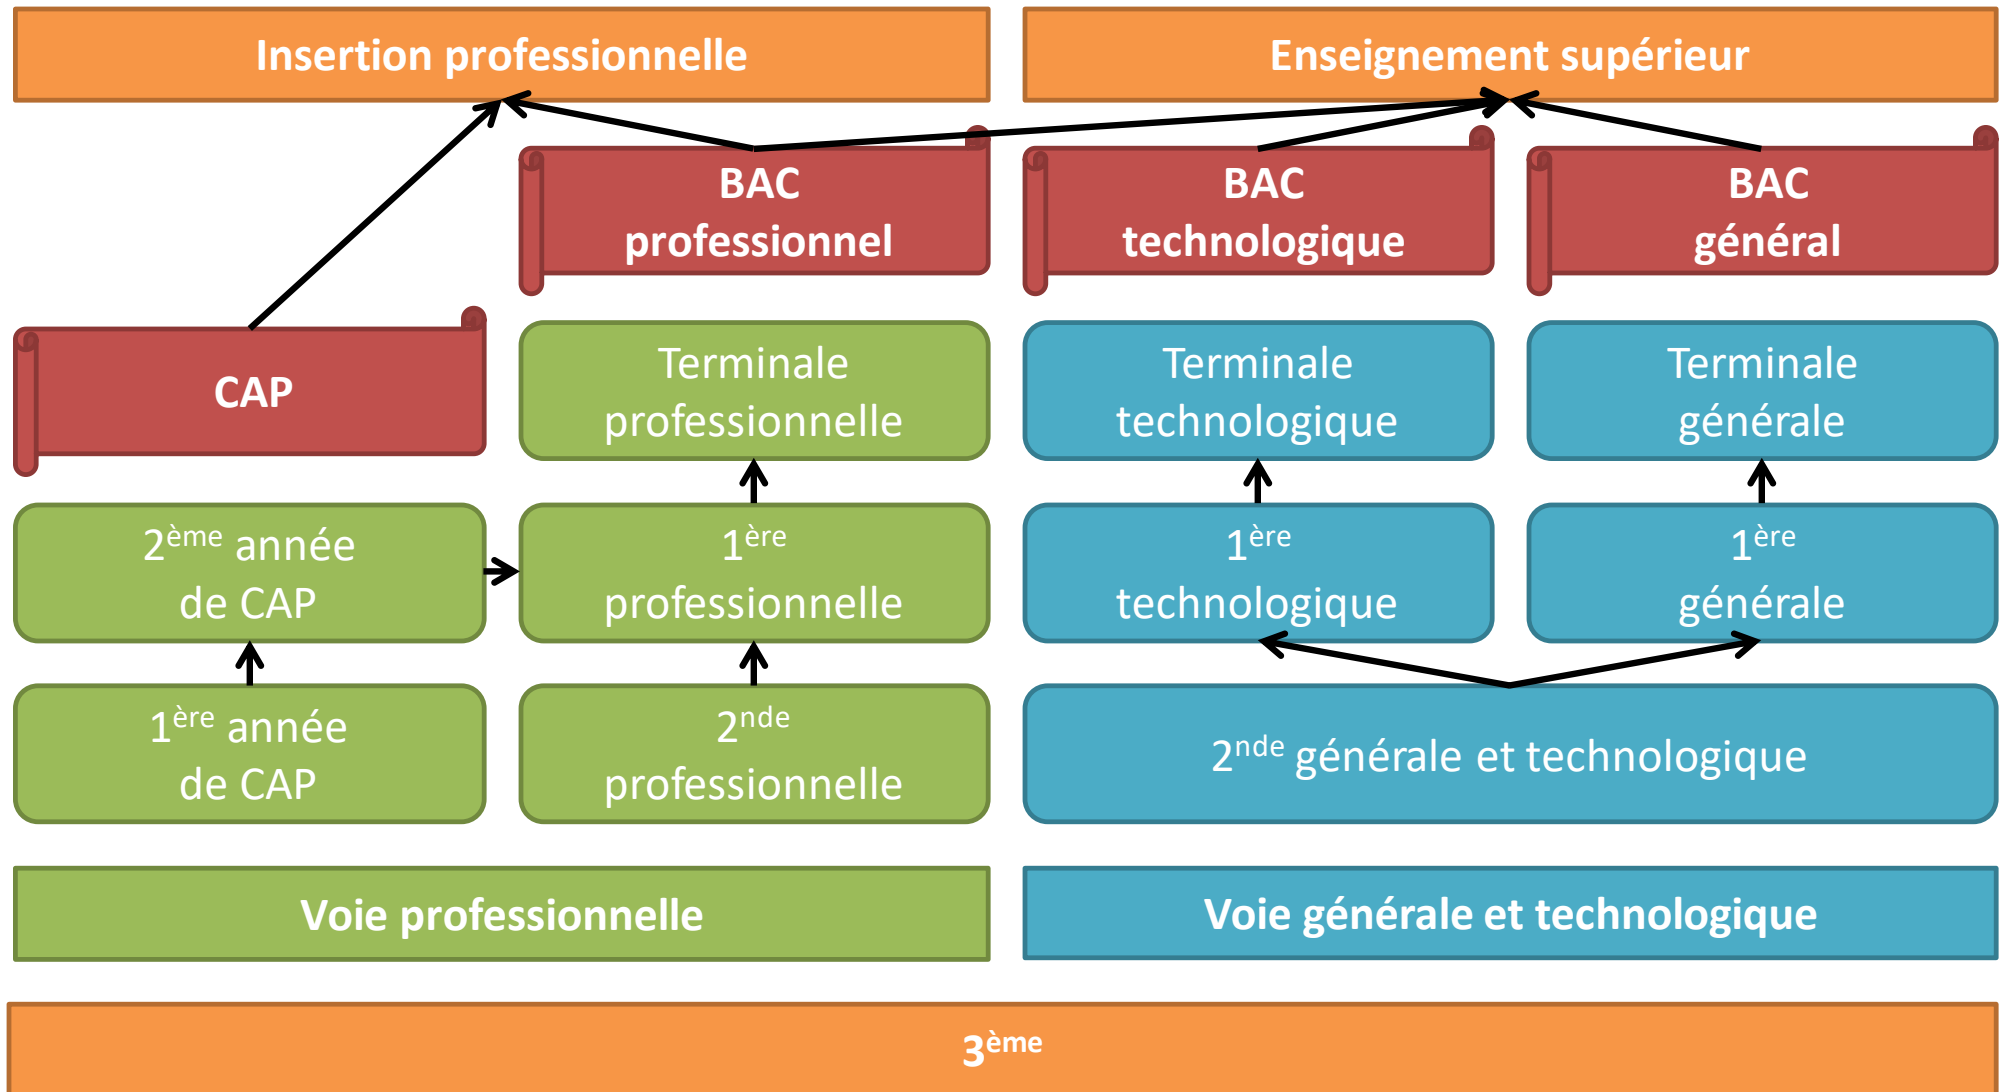 Insertion professionnelle
Enseignement supérieur
BAC
professionnel
BAC
technologique
BAC
général
CAP
Terminale
professionnelle
Terminale
technologique
Terminale
générale
2ème année
de CAP
1ère
professionnelle
1ère
technologique
1ère
générale
1ère année
de CAP
2nde
professionnelle
2nde générale et technologique
Voie professionnelle
Voie générale et technologique
3ème